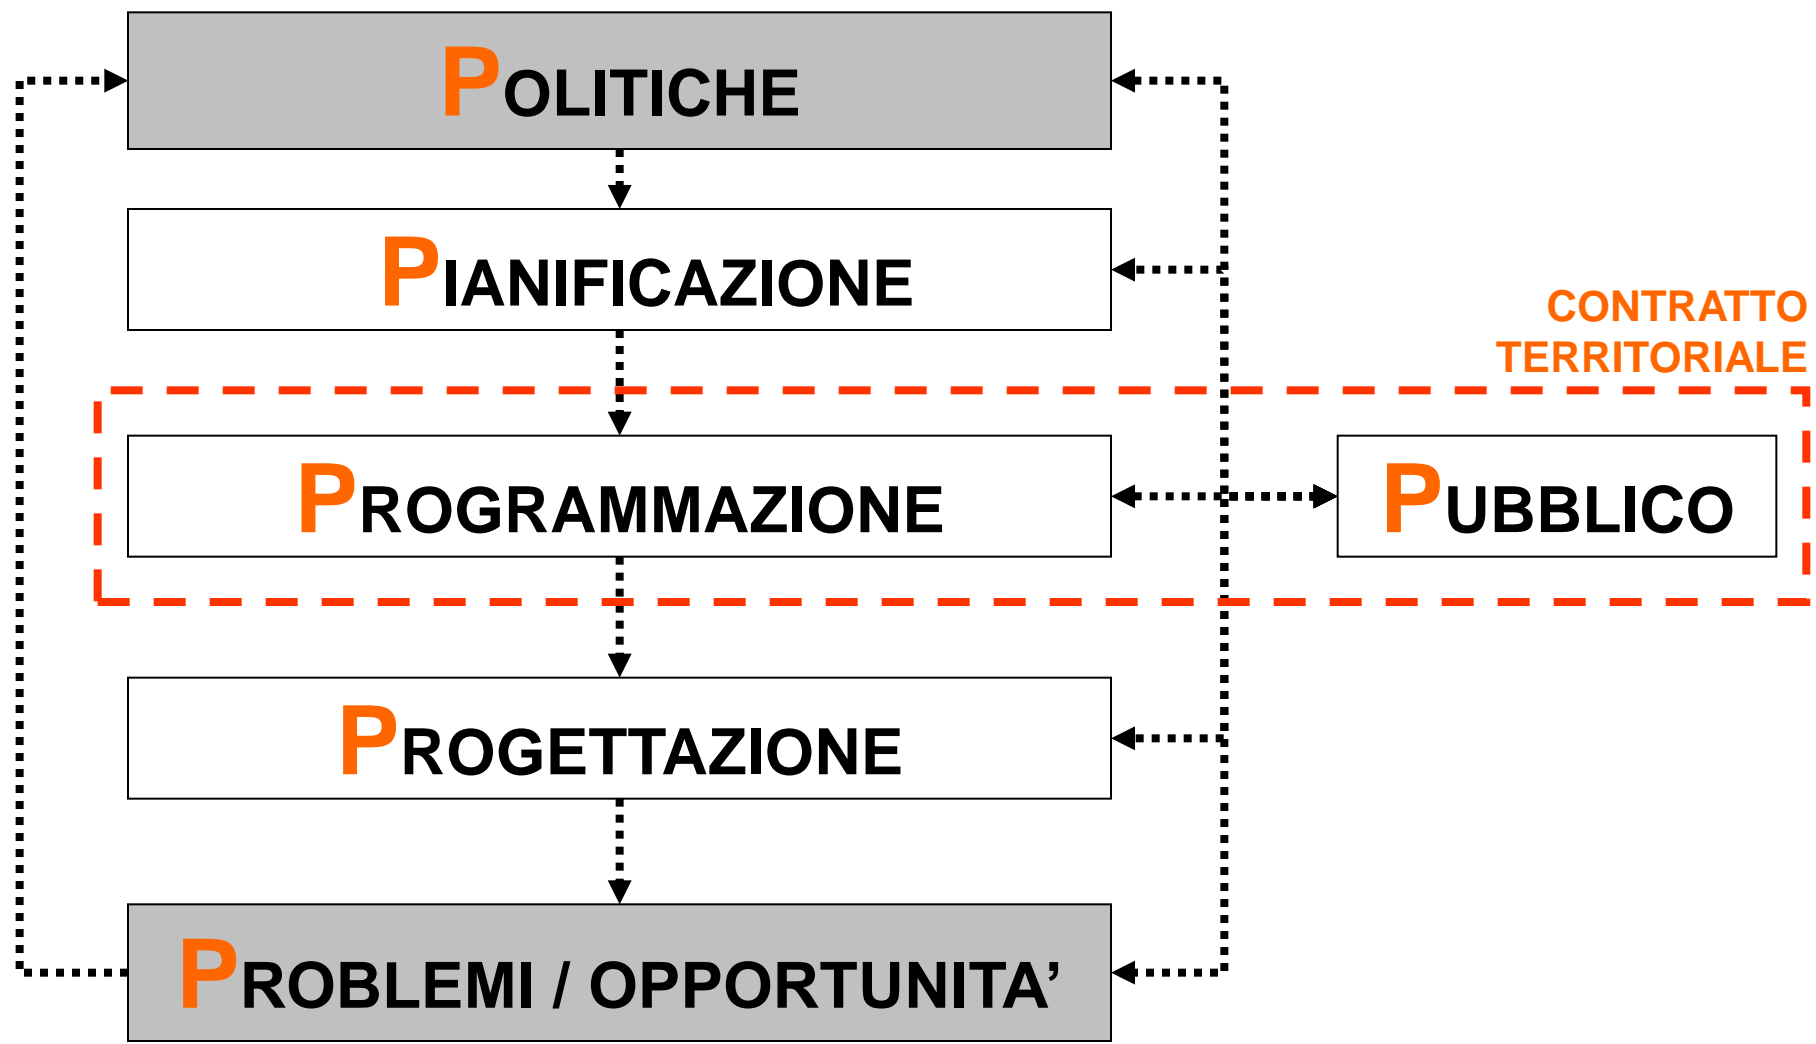 POLITICHE
PIANIFICAZIONE
CONTRATTO
TERRITORIALE
PROGRAMMAZIONE
PUBBLICO
PROGETTAZIONE
PROBLEMI / OPPORTUNITA’